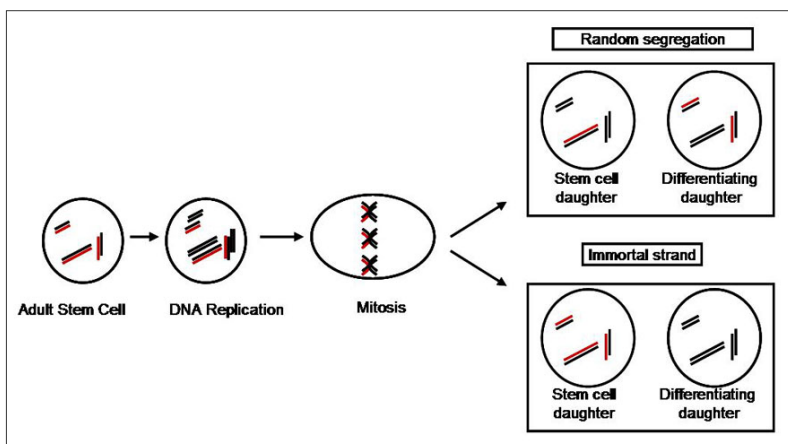 Random segregation
Stem cell
daughter
Differentiating
daughter
Adult Stem Cell
DNA Replication
Mitosis
Immortal strand
Stem cell
daughter
Differentiating
daughter